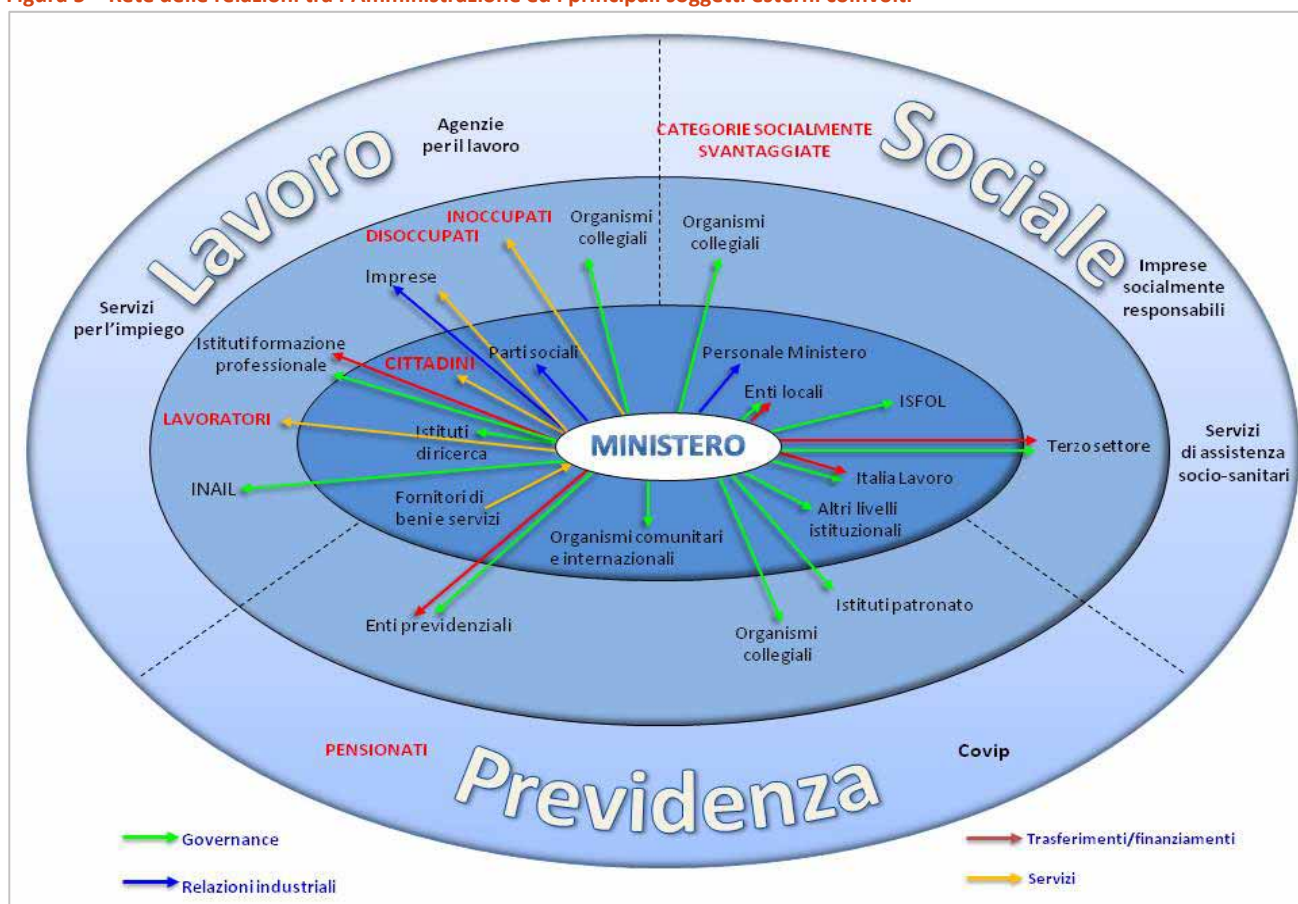 Figura 3 – Rete delle relazioni tra l'Amministrazione ed i principali soggetti esterni coinvolti
Lavoro
Sociale
Agenzie
per il lavoro
CATEGORIE SOCIALMENTE
SVANTAGGIATE
INOCCUPATI
DISOCCUPATI
Organismi
collegiali
Organismi
collegiali
Imprese
Imprese
socialmente
responsabili
Servizi
per l'impiego
Istituti formazione
professionale
Parti sociali
CITTADINI
Personale Ministero
Enti locali
ISFOL
LAVORATORI
Istituti
di ricerca
MINISTERO
Terzo settore
Servizi
di assistenza
socio-sanitari
INAIL
Fornitori di
beni e servizi
Italia Lavoro
Altri livelli
istituzionali
Organismi comunitari
e internazionali
Istituti patronato
Enti previdenziali
Organismi
collegiali
PENSIONATI
Covip
Previdenza
Governance
Relazioni industriali
Trasferimenti/finanziamenti
Servizi